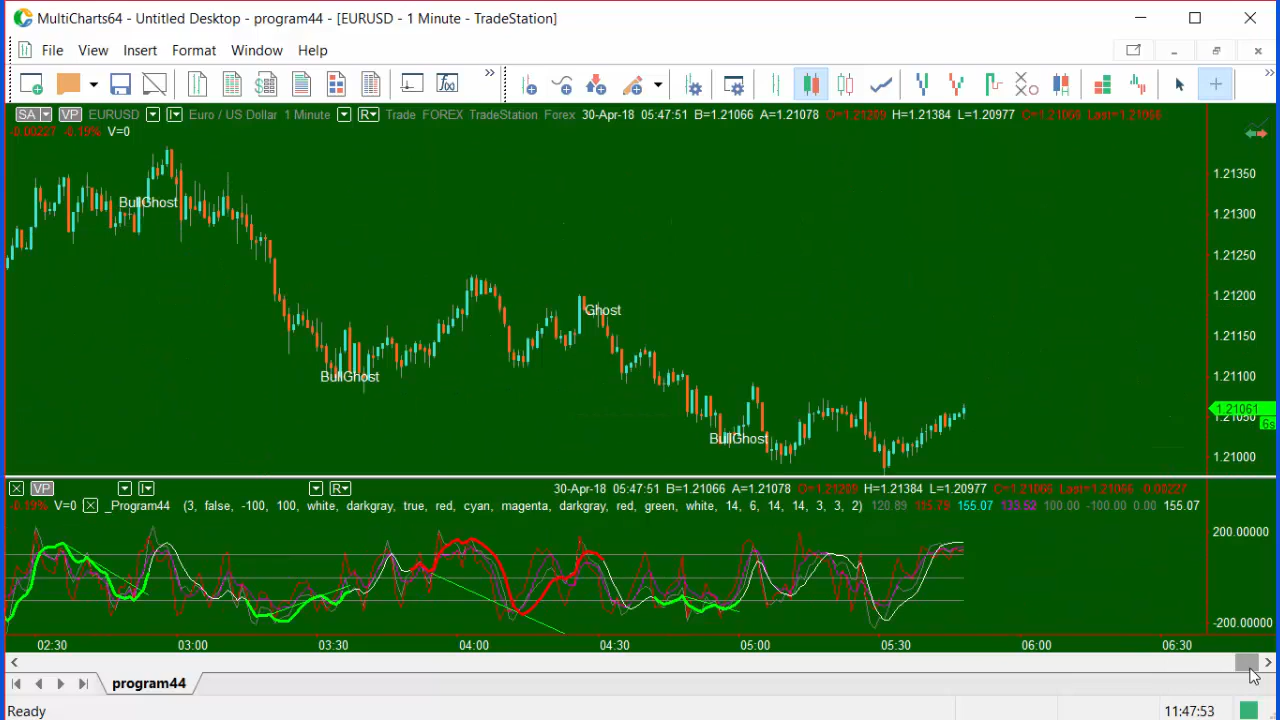 MultiCharts64 - Untitled Desktop - program44 - [EURUSD - 1 Minute - TradeStation]
File View Insert Format Window Help
SA VP EURUSD I R Euro / US Dollar 1 Minute Trade FOREX TradeStation Forex 30-Apr-18 05:47:51 B=1.21066 A=1.21078 O=1.21209 H=1.21384 L=1.20977 C=1.21066 Last=1.21066
-0.00227 -0.19% V=0
1.21350
BullGhost
1.21300
1.21250
1.21200
Ghost
1.21150
BullGhost
1.21100
1.21061
1.21050
6s
BullGhost
1.21000
VP I R 30-Apr-18 05:47:51 B=1.21066 A=1.21078 O=1.21209 H=1.21384 L=1.20977 C=1.21066 Last=1.21066 -0.00227
-0.19% V=0 _Program44 (3, false, -100, 100, white, darkgray, true, red, cyan, magenta, darkgray, red, green, white, 14, 6, 14, 14, 3, 3, 2) 120.89 115.79 155.07 133.52 100.00 -100.00 0.00 155.07
200.00000
-200.00000
02:30 03:00 03:30 04:00 04:30 05:00 05:30 06:00 06:30
program44
Ready 11:47:53